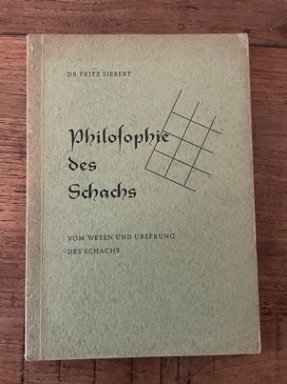 DR. FRITZ SIEBERT
Philoſophie
des
Schachs
VOM WESEN UND URSPRUNG
DES SCHACHS